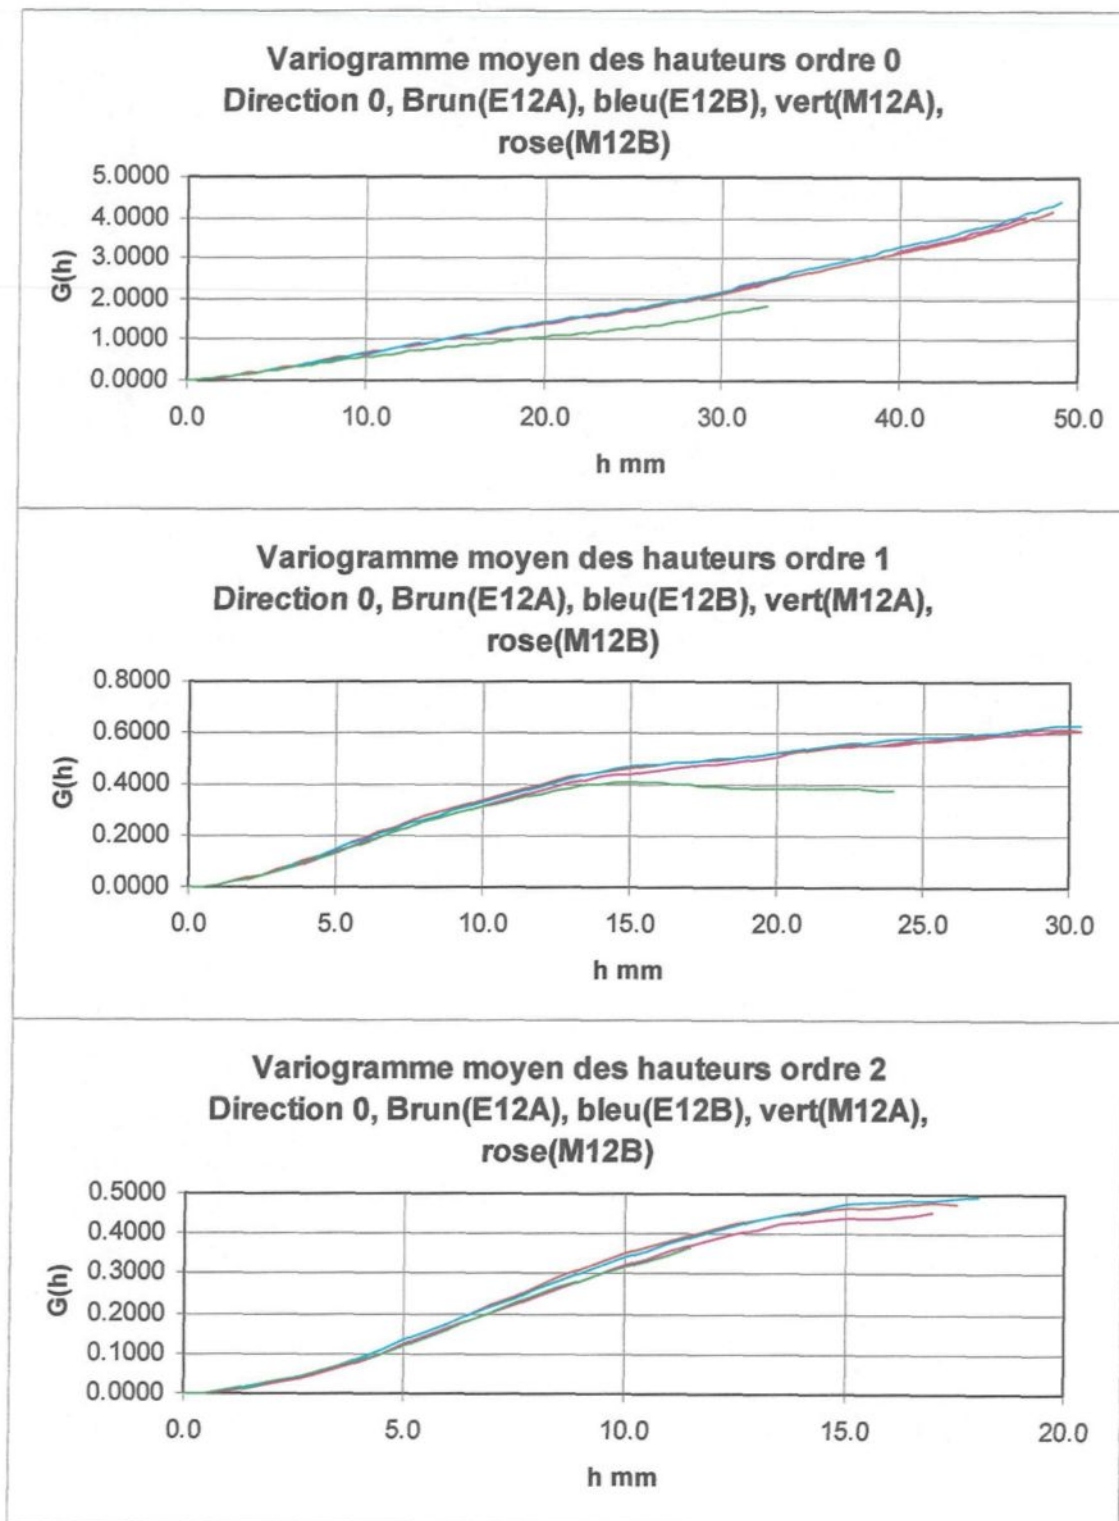 Variogramme moyen des hauteurs ordre 0
Direction 0, Brun(E12A), bleu(E12B), vert(M12A),
rose(M12B)
5.0000
4.0000
3.0000
2.0000
1.0000
0.0000
G(h)
0.0 10.0 20.0 30.0 40.0 50.0
h mm
Variogramme moyen des hauteurs ordre 1
Direction 0, Brun(E12A), bleu(E12B), vert(M12A),
rose(M12B)
0.8000
0.6000
0.4000
0.2000
0.0000
G(h)
0.0 5.0 10.0 15.0 20.0 25.0 30.0
h mm
Variogramme moyen des hauteurs ordre 2
Direction 0, Brun(E12A), bleu(E12B), vert(M12A),
rose(M12B)
0.5000
0.4000
0.3000
0.2000
0.1000
0.0000
G(h)
0.0 5.0 10.0 15.0 20.0
h mm